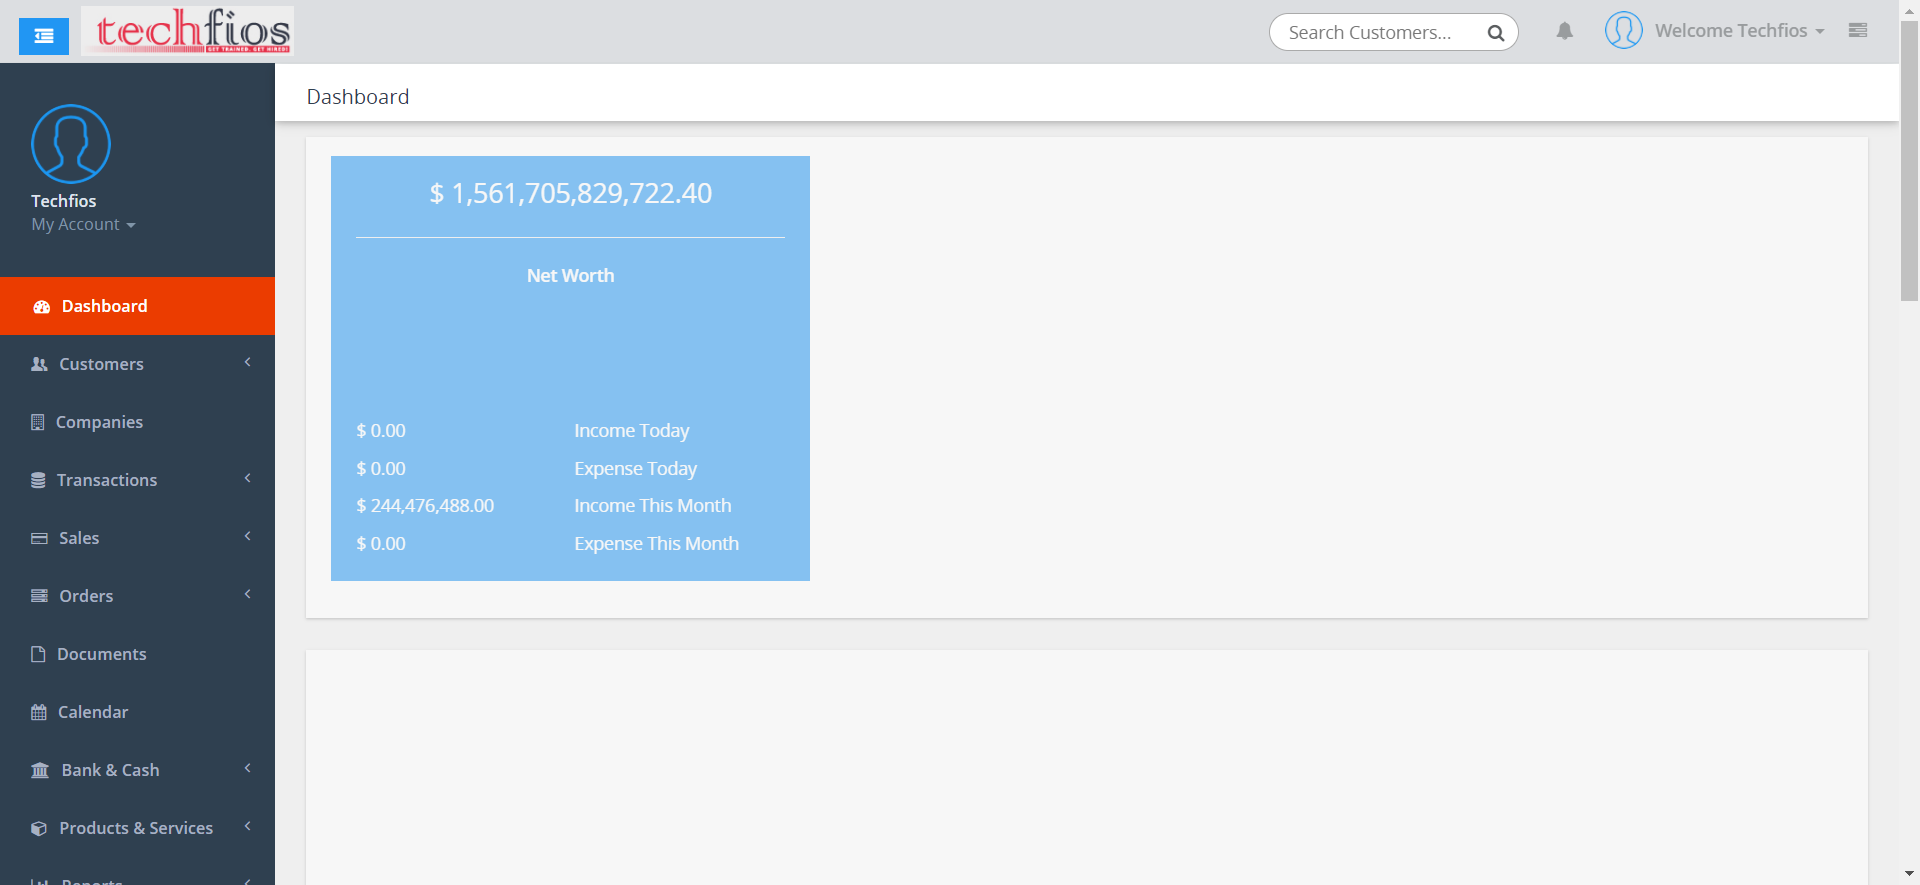 techfios
GET TRAINED. GET HIRED!
Search Customers...
Welcome Techfios
Techfios
My Account
Dashboard
Customers
Companies
Transactions
Sales
Orders
Documents
Calendar
Bank & Cash
Products & Services
Reports
Dashboard
$ 1,561,705,829,722.40
Net Worth
$ 0.00 Income Today
$ 0.00 Expense Today
$ 244,476,488.00 Income This Month
$ 0.00 Expense This Month